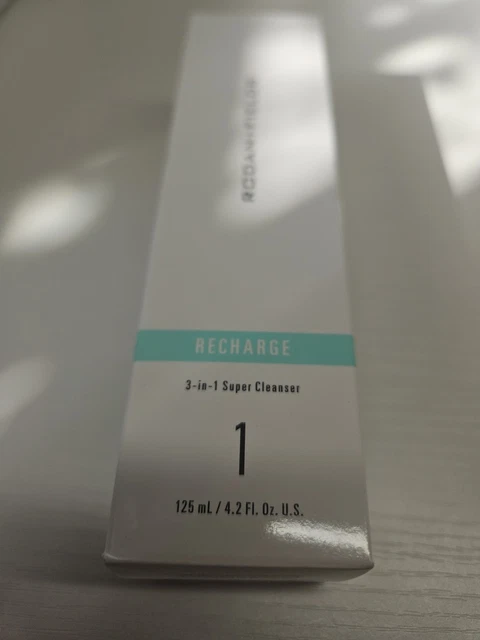 RODAN+FIELDS
RECHARGE
3-in-1 Super Cleanser
1
125 mL / 4.2 Fl. Oz. U.S.